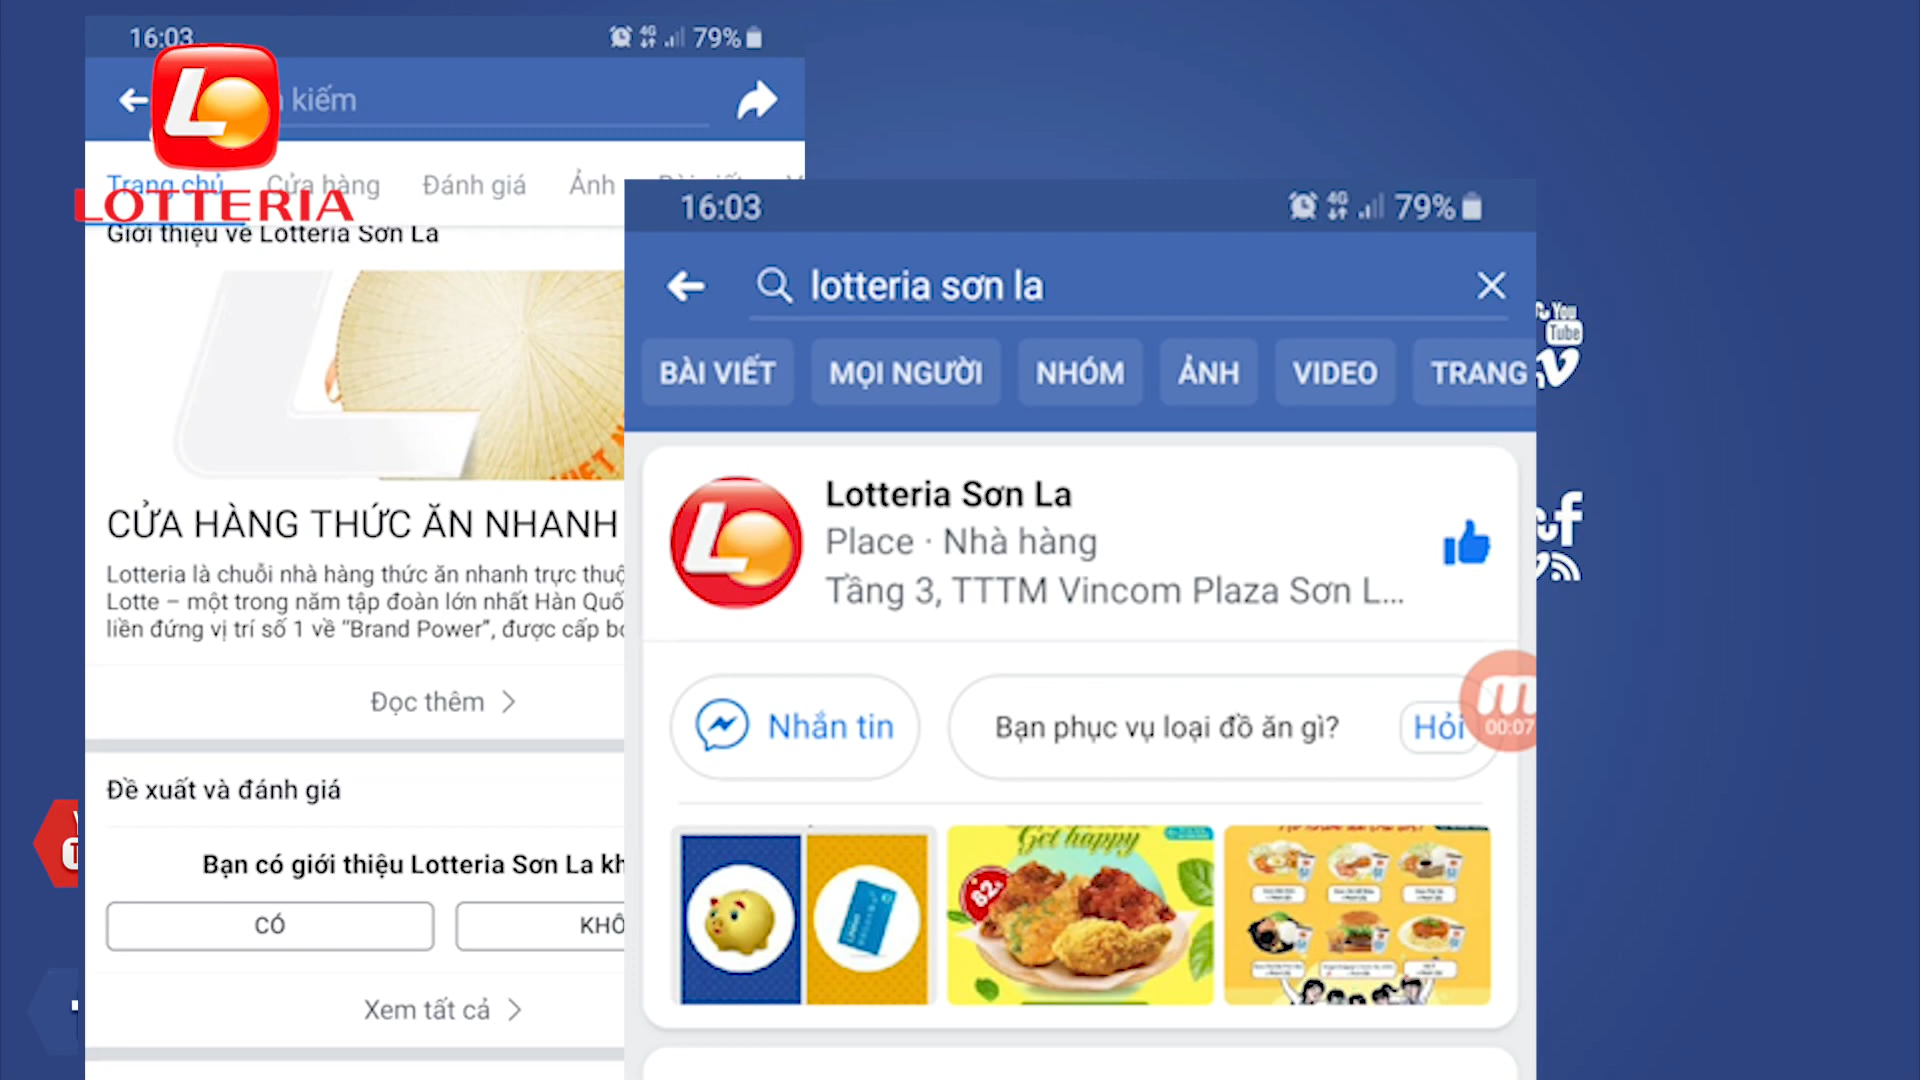 16:03
4G
79%
kiếm
LOTTERIA
Trang chủ
Cửa hàng
Đánh giá
Ảnh
Giới thiệu về Lotteria Sơn La
CỬA HÀNG THỨC ĂN NHANH
Lotteria là chuỗi nhà hàng thức ăn nhanh trực
Lotte – một trong năm tập đoàn lớn nhất Hàn
liền đứng vị trí số 1 về “Brand Power”, được cấp
Đọc thêm
Đề xuất và đánh giá
Bạn có giới thiệu Lotteria Sơn La
CÓ
Xem tất cả
16:03
4G
79%
lotteria sơn la
BÀI VIẾT
MỌI NGƯỜI
NHÓM
ẢNH
VIDEO
TRANG
Lotteria Sơn La
Place · Nhà hàng
Tầng 3, TTTM Vincom Plaza Sơn L...
Nhắn tin
Bạn phục vụ loại đồ ăn gì?
Hỏi
00:07
Get happy
82
You
Tube